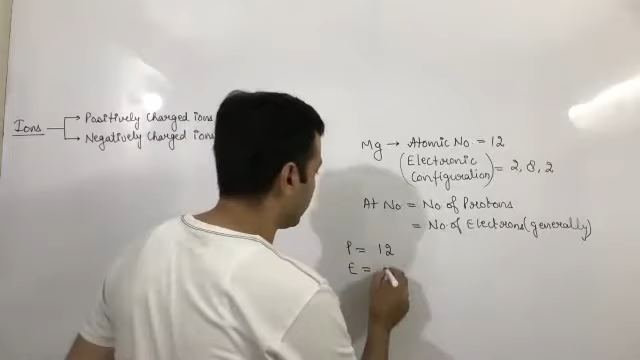 Ions
Positively Charged ions
Negatively Charged ions
Mg → Atomic No. = 12
(Electronic Configuration) = 2, 8, 2
At No = No of Protons
= No of Electrons (generally)
P = 12
E =